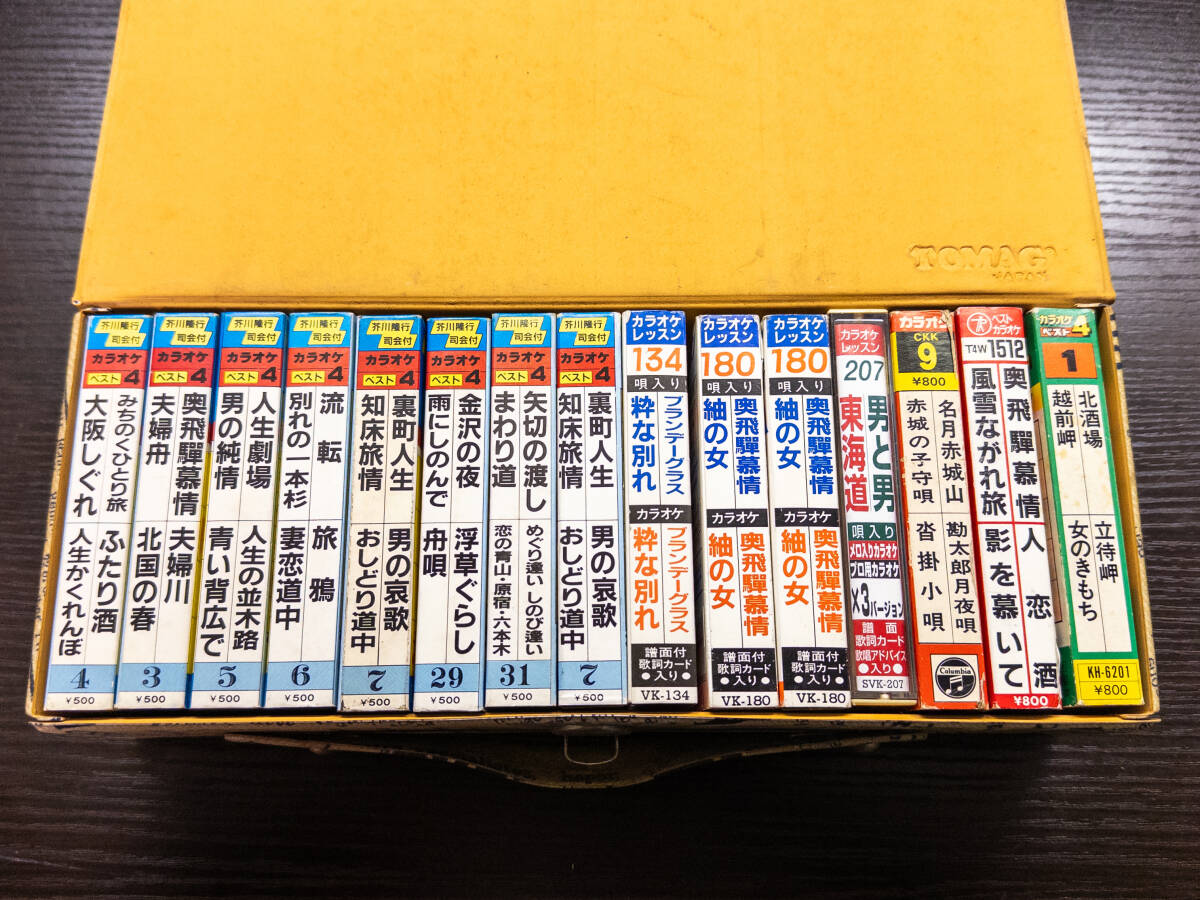 TOMAG
JAPAN
芥川隆行
司会付
カラオケ
ベスト4
みちのくひとり旅
大阪しぐれ
ふたり酒
人生かくれんぼ
4
¥500
芥川隆行
司会付
カラオケ
ベスト4
奥飛驒慕情
夫婦舟
夫婦川
北国の春
3
¥500
芥川隆行
司会付
カラオケ
ベスト4
人生劇場
男の純情
人生の並木路
青い背広で
5
¥500
芥川隆行
司会付
カラオケ
ベスト4
流転
別れの一本杉
旅鴉
妻恋道中
6
¥500
芥川隆行
司会付
カラオケ
ベスト4
裏町人生
知床旅情
男の哀歌
おしどり道中
7
¥500
芥川隆行
司会付
カラオケ
ベスト4
金沢の夜
雨にしのんで
浮草ぐらし
舟唄
29
¥500
芥川隆行
司会付
カラオケ
ベスト4
矢切の渡し
まわり道
めぐり逢いしのび逢い
恋の青山・原宿・六本木
31
¥500
芥川隆行
司会付
カラオケ
ベスト4
裏町人生
知床旅情
男の哀歌
おしどり道中
7
¥500
カラオケ
レッスン
134
唄入り
ブランデーグラス
粋な別れ
カラオケ
ブランデーグラス
粋な別れ
譜面付
歌詞カード
●入り●
VK-134
カラオケ
レッスン
180
唄入り
奥飛驒慕情
紬の女
カラオケ
奥飛驒慕情
紬の女
譜面付
歌詞カード
●入り●
VK-180
カラオケ
レッスン
180
唄入り
奥飛驒慕情
紬の女
カラオケ
奥飛驒慕情
紬の女
譜面付
歌詞カード
●入り●
VK-180
カラオケ
レッスン
207
男と男
東海道
唄入り
メロ入りカラオケ
プロ用カラオケ
×3バージョン
譜面
歌詞カード
歌唱アドバイス
●入り●
SVK-207
カラオケ
CKK
9
¥800
名月赤城山
赤城の子守唄
勘太郎月夜唄
沓掛小唄
Columbia
ベスト
カラオケ
T4W 1512
奥飛驒慕情
風雪ながれ旅
人恋酒
影を慕いて
¥800
カラオケ
ベスト4
1
北酒場
越前岬
立待岬
女のきもち
KH-6201
¥800